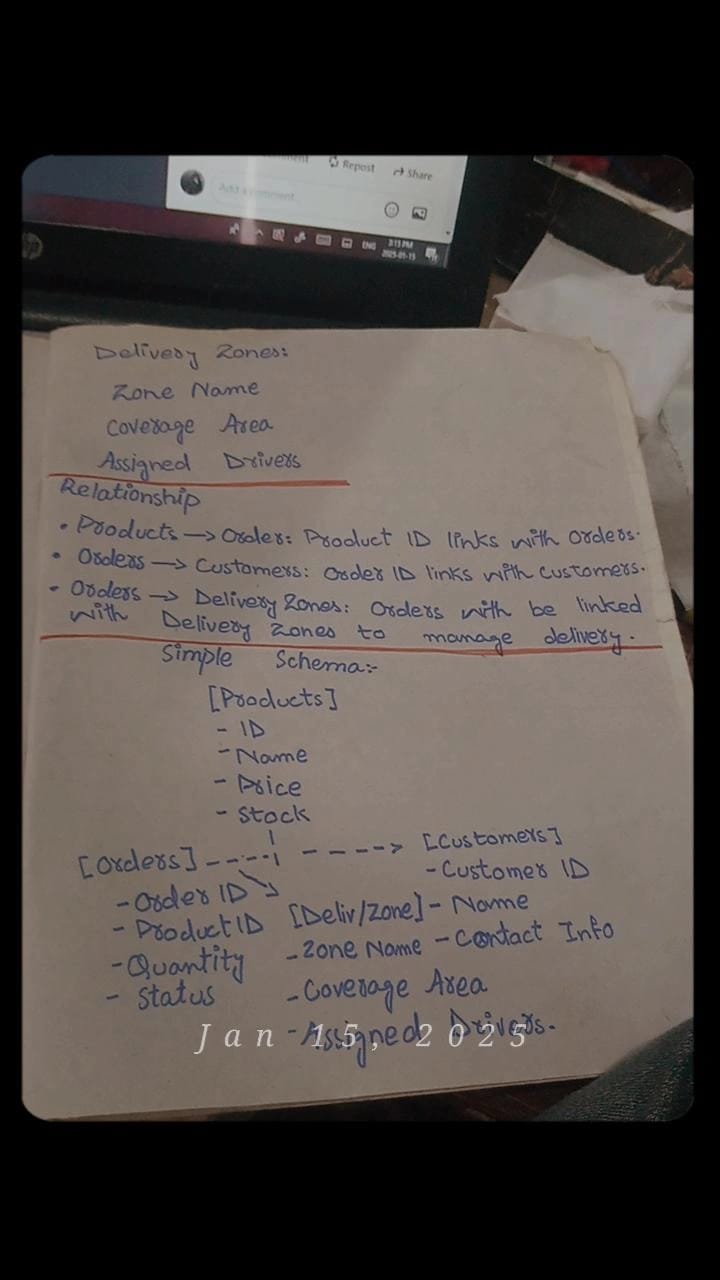 Repost
Share
Add a comment...
ENG
3:13 PM
2025-01-15
hp
Delivery Zones:
Zone Name
Coverage Area
Assigned Drivers
Relationship
• Products → Order: Product ID links with Orders.
• Orders → Customers: Order ID links with Customers.
• Orders → Delivery Zones: Orders with be linked
with Delivery Zones to manage delivery.
Simple Schema:-
[Products]
- ID
- Name
- Price
- Stock
[Orders] [Customers]
- Order ID - Customer ID
- Product ID [Deliv/Zone] - Name
- Quantity - Zone Name - Contact Info
- Status - Coverage Area
- Assigned Drivers.
Jan 15, 2025